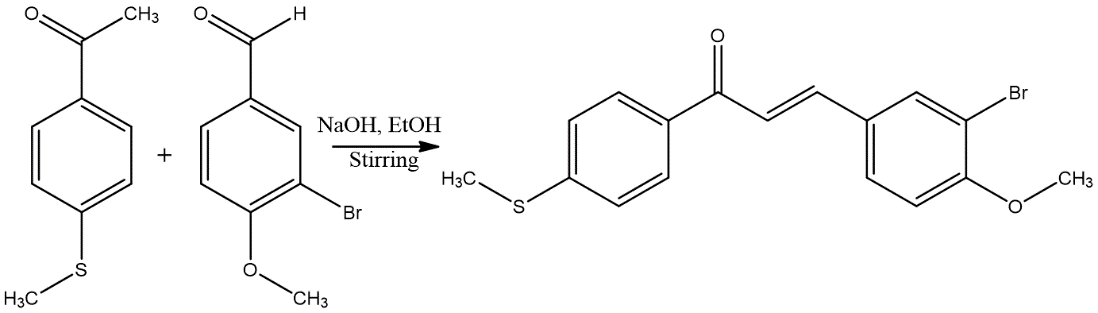 O
CH₃
S
H₃C
+
O
H
Br
O
CH₃
NaOH, EtOH
Stirring
O
H₃C
S
Br
O
CH₃